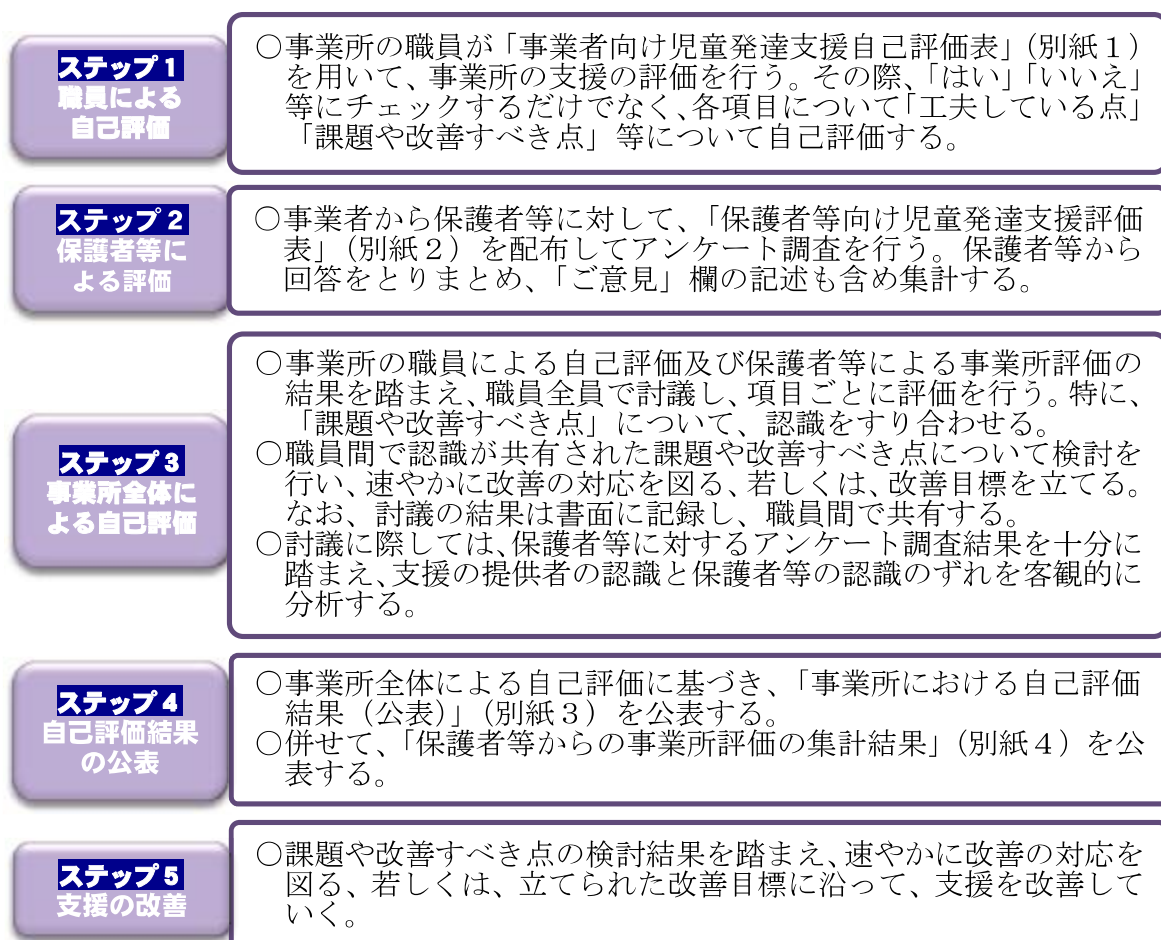 ステップ1
職員による
自己評価
○事業所の職員が「事業者向け児童発達支援自己評価表」（別紙１）
を用いて、事業所の支援の評価を行う。その際、「はい」「いいえ」
等にチェックするだけでなく、各項目について「工夫している点」
「課題や改善すべき点」等について自己評価する。
ステップ2
保護者等に
よる評価
○事業者から保護者等に対して、「保護者等向け児童発達支援評価
表」（別紙２）を配布してアンケート調査を行う。保護者等から
回答をとりまとめ、「ご意見」欄の記述も含め集計する。
ステップ3
事業所全体に
よる自己評価
○事業所の職員による自己評価及び保護者等による事業所評価の
結果を踏まえ、職員全員で討議し、項目ごとに評価を行う。特に、
「課題や改善すべき点」について、認識をすり合わせる。
○職員間で認識が共有された課題や改善すべき点について検討を
行い、速やかに改善の対応を図る、若しくは、改善目標を立てる。
なお、討議の結果は書面に記録し、職員間で共有する。
○討議に際しては、保護者等に対するアンケート調査結果を十分に
踏まえ、支援の提供者の認識と保護者等の認識のずれを客観的に
分析する。
ステップ4
自己評価結果
の公表
○事業所全体による自己評価に基づき、「事業所における自己評価
結果（公表）」（別紙３）を公表する。
○併せて、「保護者等からの事業所評価の集計結果」（別紙４）を公
表する。
ステップ5
支援の改善
○課題や改善すべき点の検討結果を踏まえ、速やかに改善の対応を
図る、若しくは、立てられた改善目標に沿って、支援を改善して
いく。